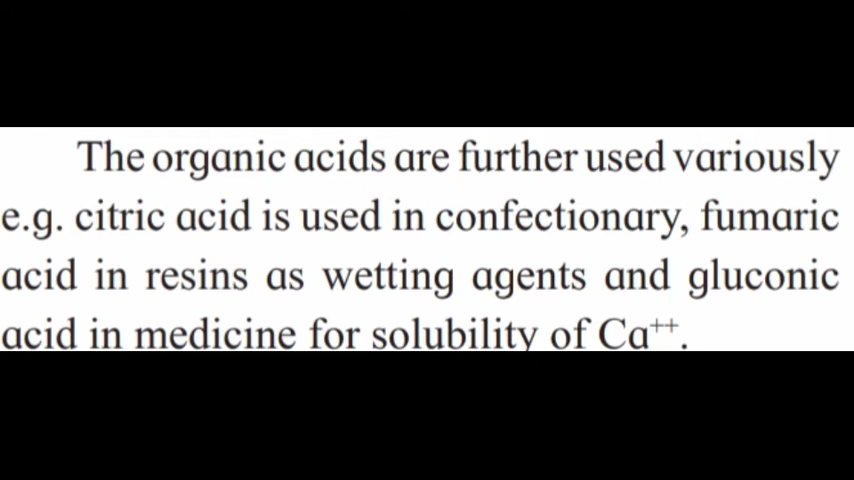 The organic acids are further used variously
e.g. citric acid is used in confectionary, fumaric
acid in resins as wetting agents and gluconic
acid in medicine for solubility of Ca⁺⁺.